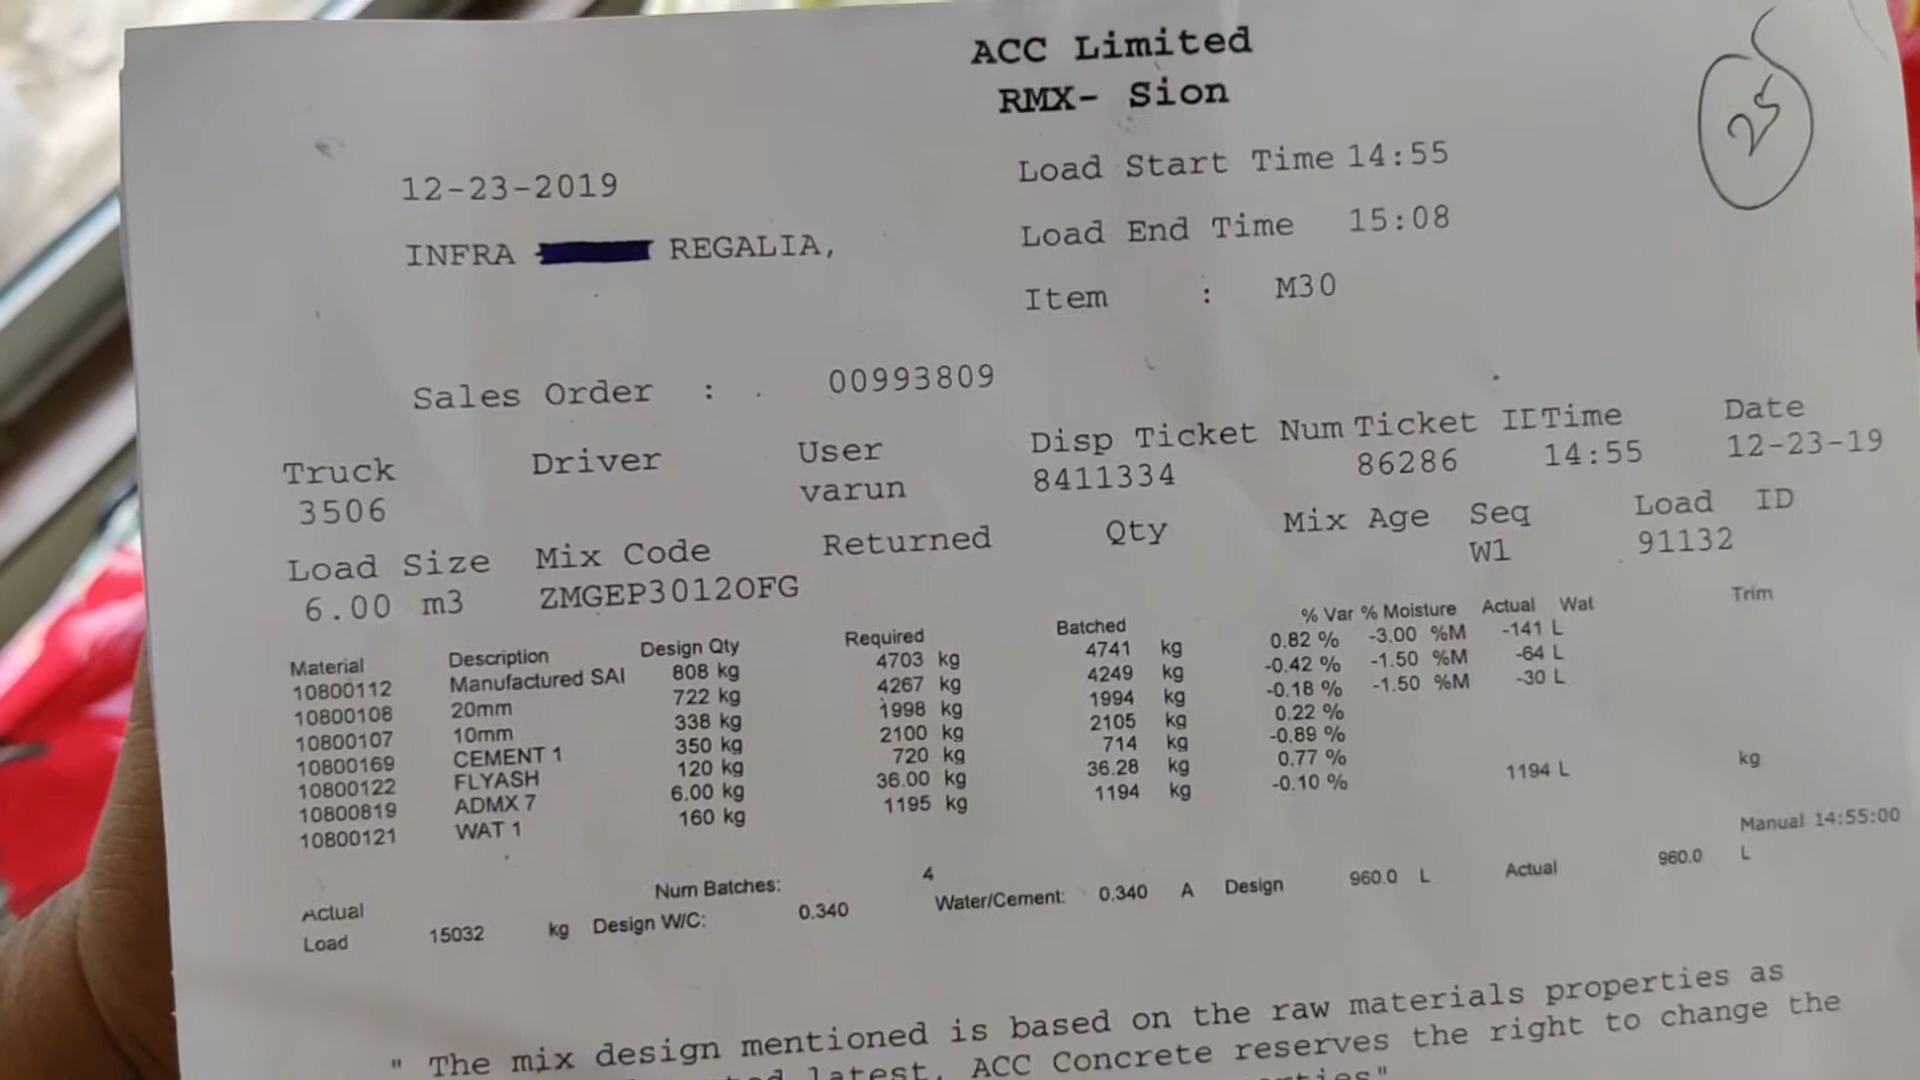 ACC Limited
RMX- Sion
25
12-23-2019
Load Start Time 14:55
INFRA REGALIA,
Load End Time 15:08
Item : M30
Sales Order : . 00993809
Truck Driver User Disp Ticket Num Ticket ID Time Date
3506 varun 8411334 86286 14:55 12-23-19
Load Size Mix Code Returned Qty Mix Age Seq Load ID
6.00 m3 ZMGEP3012OFG W1 91132
Material Description Design Qty Required Batched % Var % Moisture Actual Wat Trim
10800112 Manufactured SAI 808 kg 4703 kg 4741 kg 0.82 % -3.00 %M -141 L
10800108 20mm 722 kg 4267 kg 4249 kg -0.42 % -1.50 %M -64 L
10800107 10mm 338 kg 1998 kg 1994 kg -0.18 % -1.50 %M -30 L
10800169 CEMENT 1 350 kg 2100 kg 2105 kg 0.22 %
10800122 FLYASH 120 kg 720 kg 714 kg -0.89 %
10800819 ADMX 7 6.00 kg 36.00 kg 36.28 kg 0.77 %
10800121 WAT 1 160 kg 1195 kg 1194 kg -0.10 % 1194 L kg
Manual 14:55:00
Actual Num Batches: 4
Load 15032 kg Design W/C: 0.340 Water/Cement: 0.340 A Design 960.0 L Actual 960.0 L
" The mix design mentioned is based on the raw materials properties as
latest. ACC Concrete reserves the right to change the